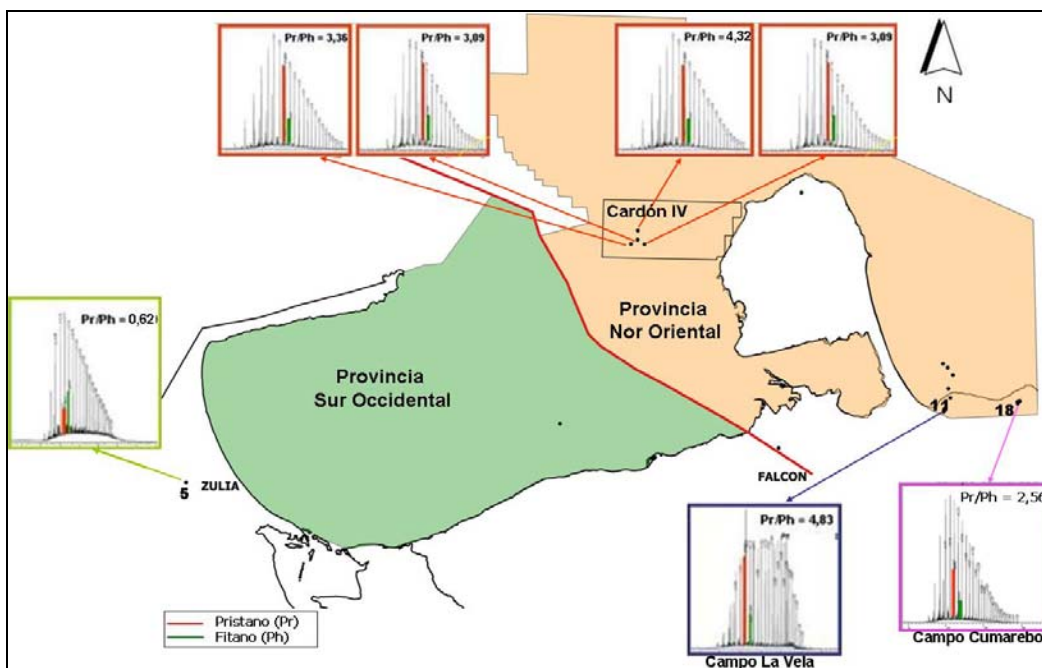 Pr/Ph = 3,36
Pr/Ph = 3,09
Pr/Ph = 4,32
Pr/Ph = 3,09
N
Cardón IV
Provincia
Nor Oriental
Pr/Ph = 0,62
Provincia
Sur Occidental
5
ZULIA
18
FALCON
Pr/Ph = 4,83
Pr/Ph = 2,56
Pristano (Pr)
Fitano (Ph)
Campo La Vela
Campo Cumarebo